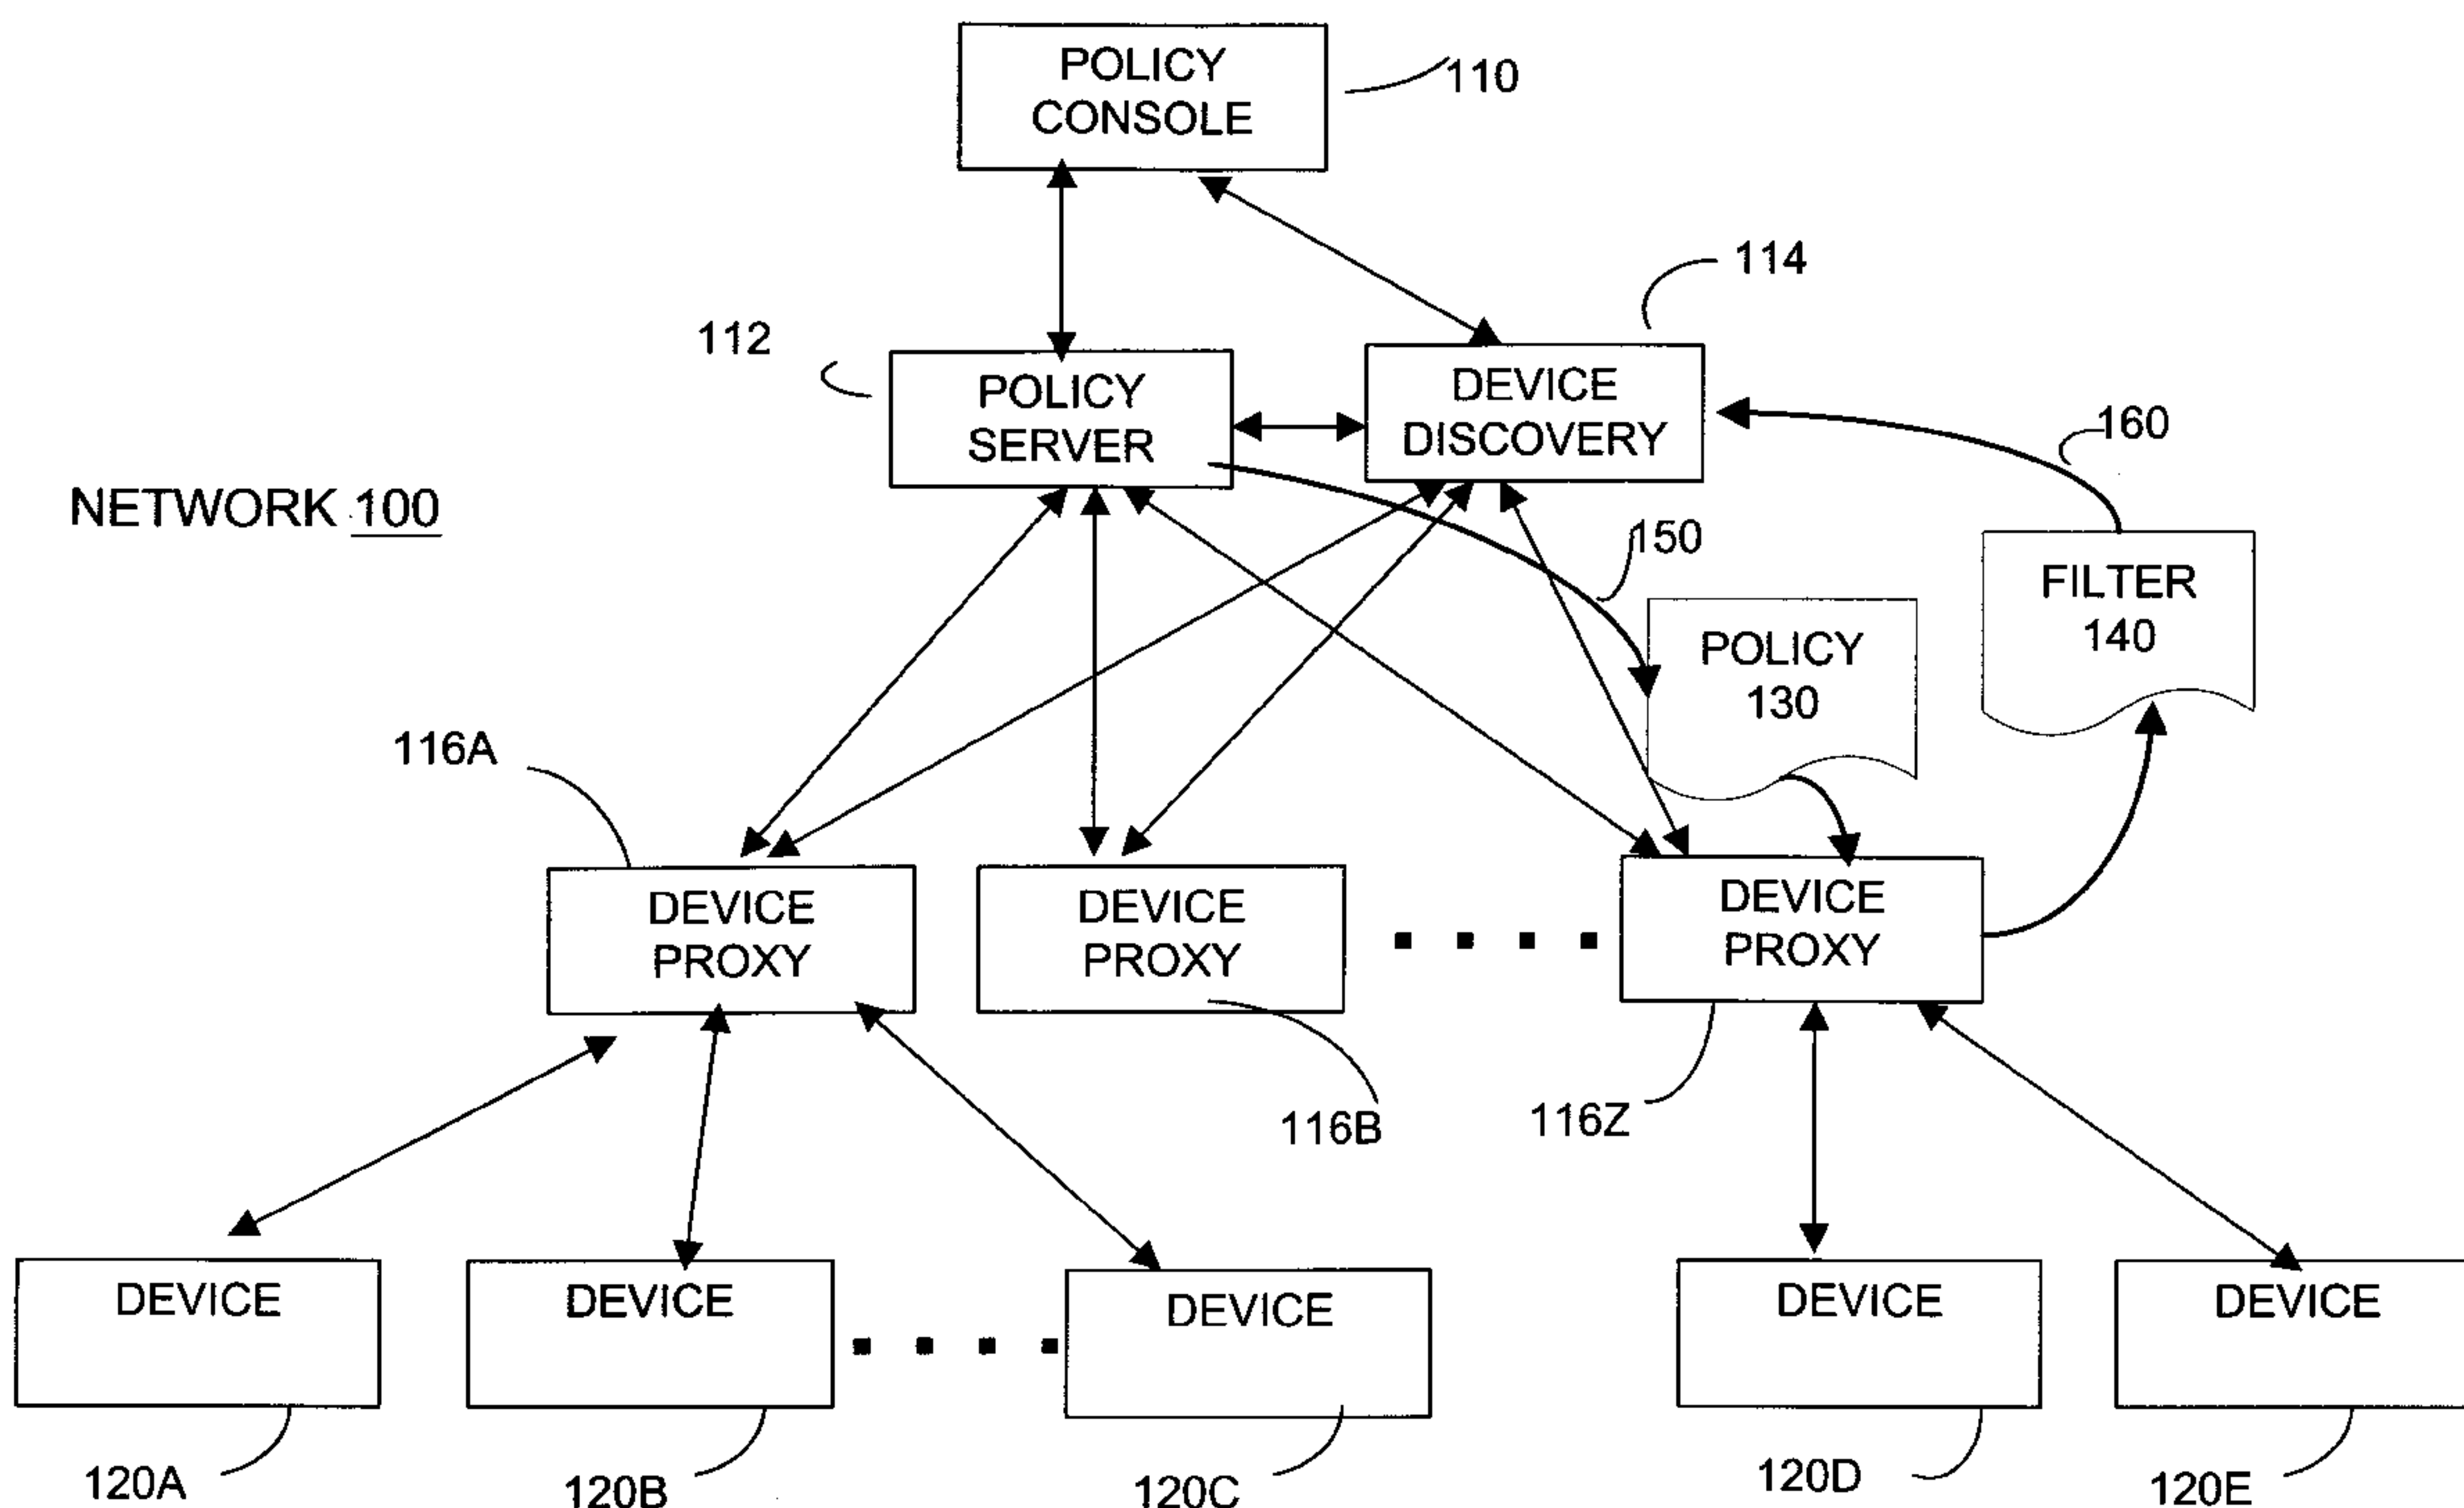 POLICY
CONSOLE
110
114
112
POLICY
SERVER
DEVICE
DISCOVERY
160
NETWORK 100
150
FILTER
140
POLICY
130
116A
DEVICE
PROXY
DEVICE
PROXY
DEVICE
PROXY
116B
116Z
DEVICE
DEVICE
DEVICE
DEVICE
DEVICE
120A
120B
120C
120D
120E